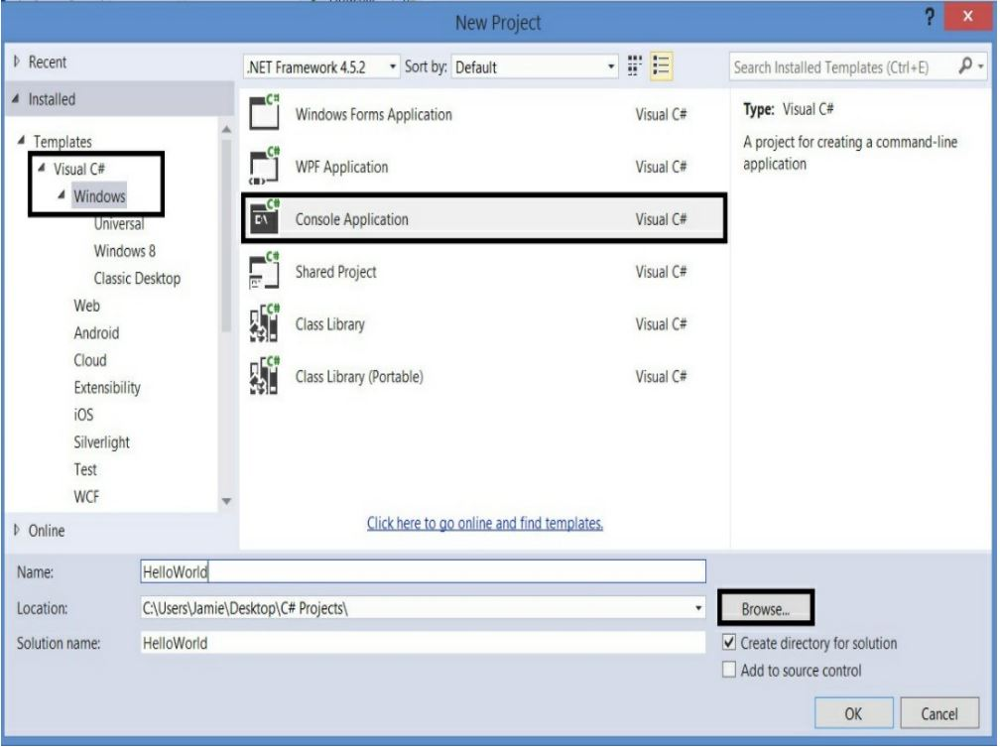 New Project
?
x
Recent
Installed
Templates
Visual C#
Windows
Universal
Windows 8
Classic Desktop
Web
Android
Cloud
Extensibility
iOS
Silverlight
Test
WCF
Online
.NET Framework 4.5.2 Sort by: Default
C# Windows Forms Application Visual C#
C# WPF Application Visual C#
C# C:\ Console Application Visual C#
C# Shared Project Visual C#
C# Class Library Visual C#
C# Class Library (Portable) Visual C#
Click here to go online and find templates.
Search Installed Templates (Ctrl+E)
Type: Visual C#
A project for creating a command-line
application
Name: HelloWorld
Location: C:\Users\Jamie\Desktop\C# Projects\
Browse...
Solution name: HelloWorld
Create directory for solution
Add to source control
OK Cancel